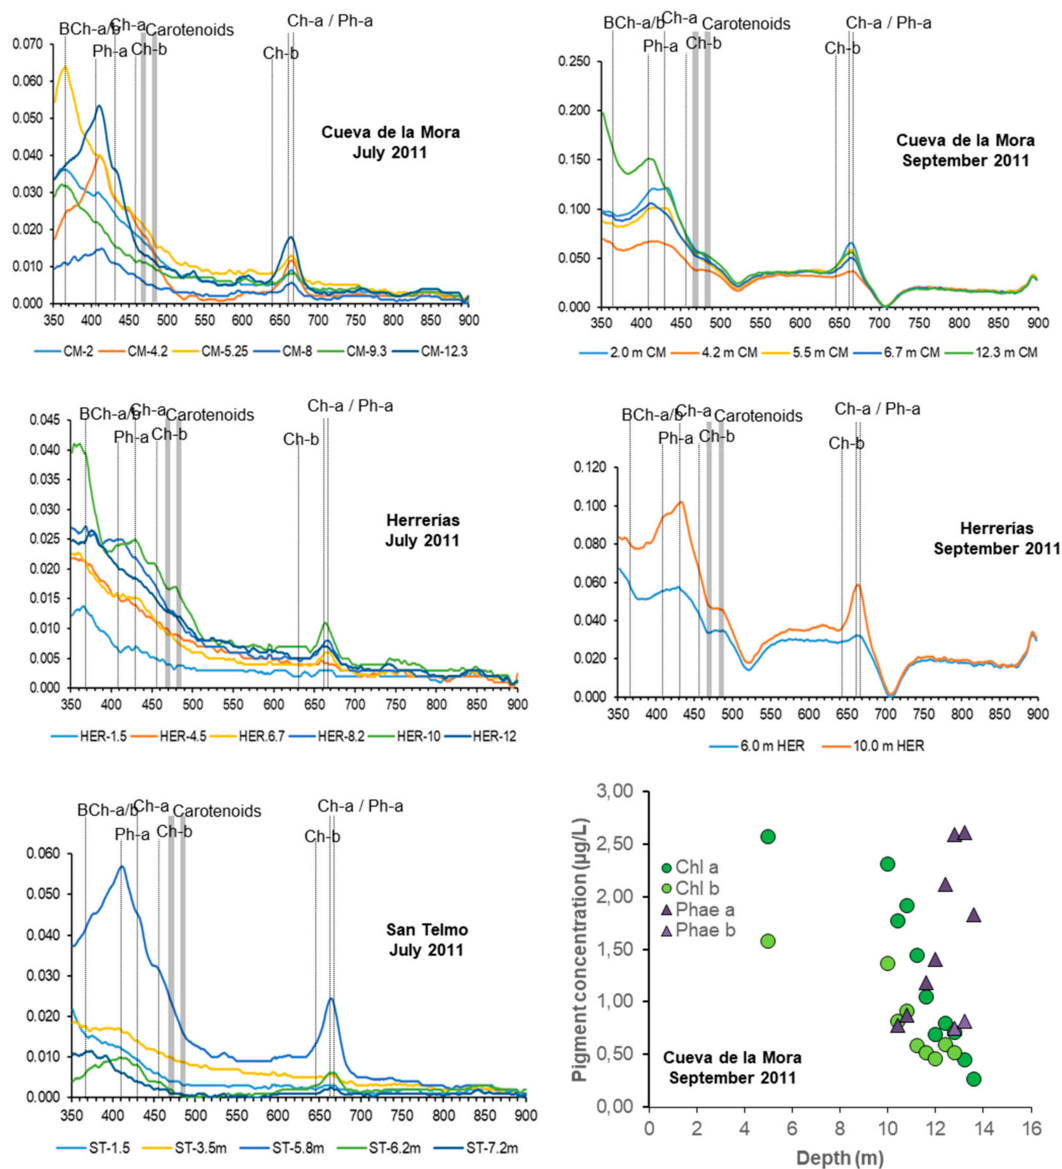 BCh-a/b Ch-a Carotenoids Ch-a / Ph-a
Ph-a Ch-b Ch-b
0.070
0.060
0.050
0.040
0.030
0.020
0.010
0.000
Cueva de la Mora
July 2011
350 400 450 500 550 600 650 700 750 800 850 900
CM-2 CM-4.2 CM-5.25 CM-8 CM-9.3 CM-12.3
BCh-a/b Ch-a Carotenoids Ch-a / Ph-a
Ph-a Ch-b Ch-b
0.300
0.250
0.200
0.150
0.100
0.050
0.000
Cueva de la Mora
September 2011
350 400 450 500 550 600 650 700 750 800 850 900
2.0 m CM 4.2 m CM 5.5 m CM 6.7 m CM 12.3 m CM
BCh-a/b Ch-a Carotenoids Ch-a / Ph-a
Ph-a Ch-b Ch-b
0.045
0.040
0.035
0.030
0.025
0.020
0.015
0.010
0.005
0.000
Herrerías
July 2011
350 400 450 500 550 600 650 700 750 800 850 900
HER-1.5 HER-4.5 HER.6.7 HER-8.2 HER-10 HER-12
BCh-a/b Ch-a Carotenoids Ch-a / Ph-a
Ph-a Ch-b Ch-b
0.120
0.100
0.080
0.060
0.040
0.020
0.000
Herrerías
September 2011
350 400 450 500 550 600 650 700 750 800 850 900
6.0 m HER 10.0 m HER
BCh-a/b Ch-a Carotenoids Ch-a / Ph-a
Ph-a Ch-b Ch-b
0.060
0.050
0.040
0.030
0.020
0.010
0.000
San Telmo
July 2011
350 400 450 500 550 600 650 700 750 800 850 900
ST-1.5 ST-3.5m ST-5.8m ST-6.2m ST-7.2m
Pigment concentration (µg/L)
3,00
2,50
2,00
1,50
1,00
0,50
0,00
Chl a
Chl b
Phae a
Phae b
Cueva de la Mora
September 2011
0 2 4 6 8 10 12 14 16
Depth (m)